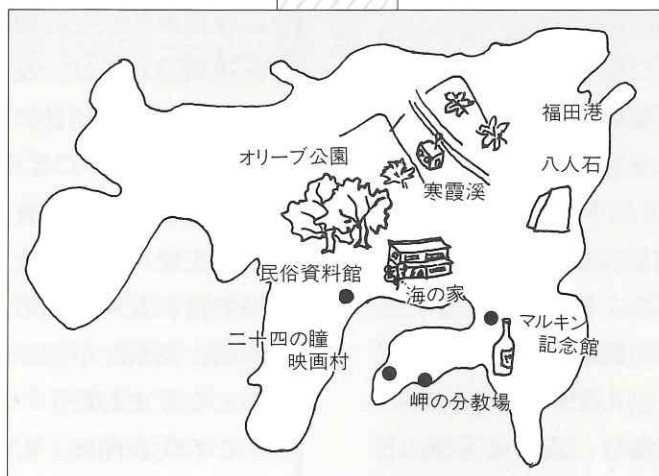 福田港
オリーブ公園
八人石
寒霞溪
民俗資料館
海の家
二十四の瞳
映画村
マルキン
記念館
岬の分教場